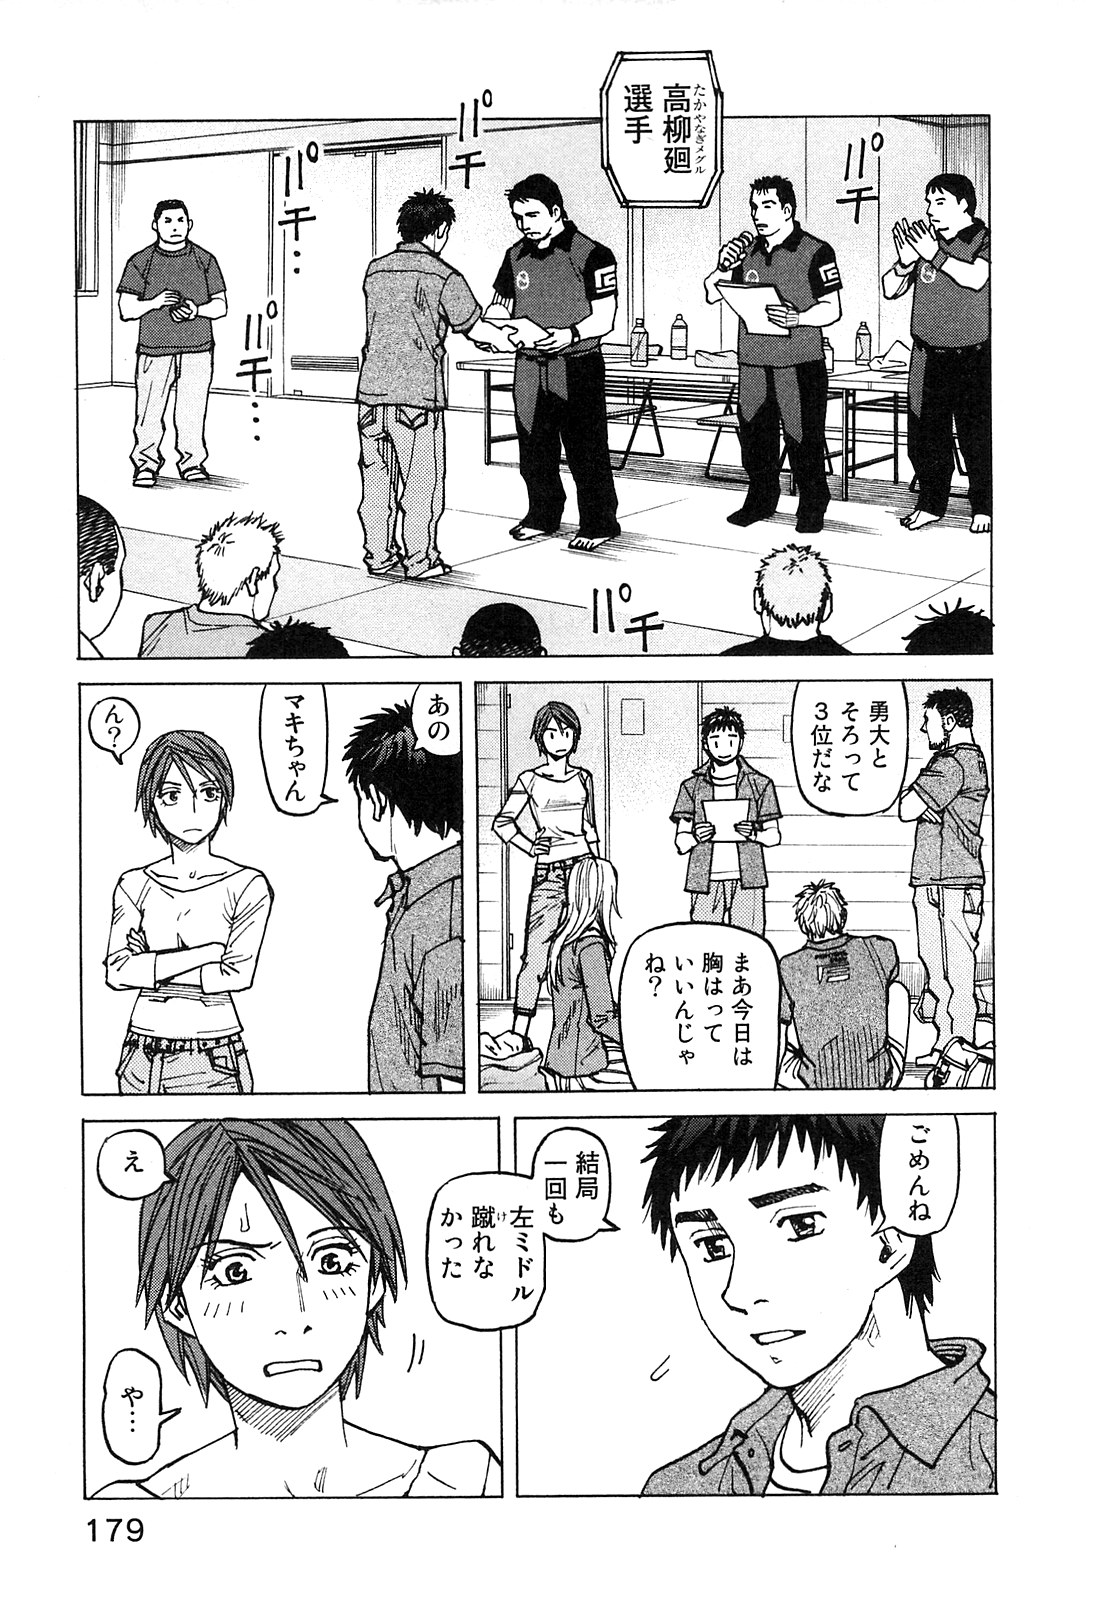 高柳廻
たかやなぎメグル
選手
パチ
パチ
パチ…
パチ…
パチ
勇大と
そろって
3位だな
まあ今日は
胸はって
いいんじゃ
ね?
あの
マキちゃん
ん?
ごめんね
結局
一回も
左ミドル
蹴れな
け
かった
え
や…
179